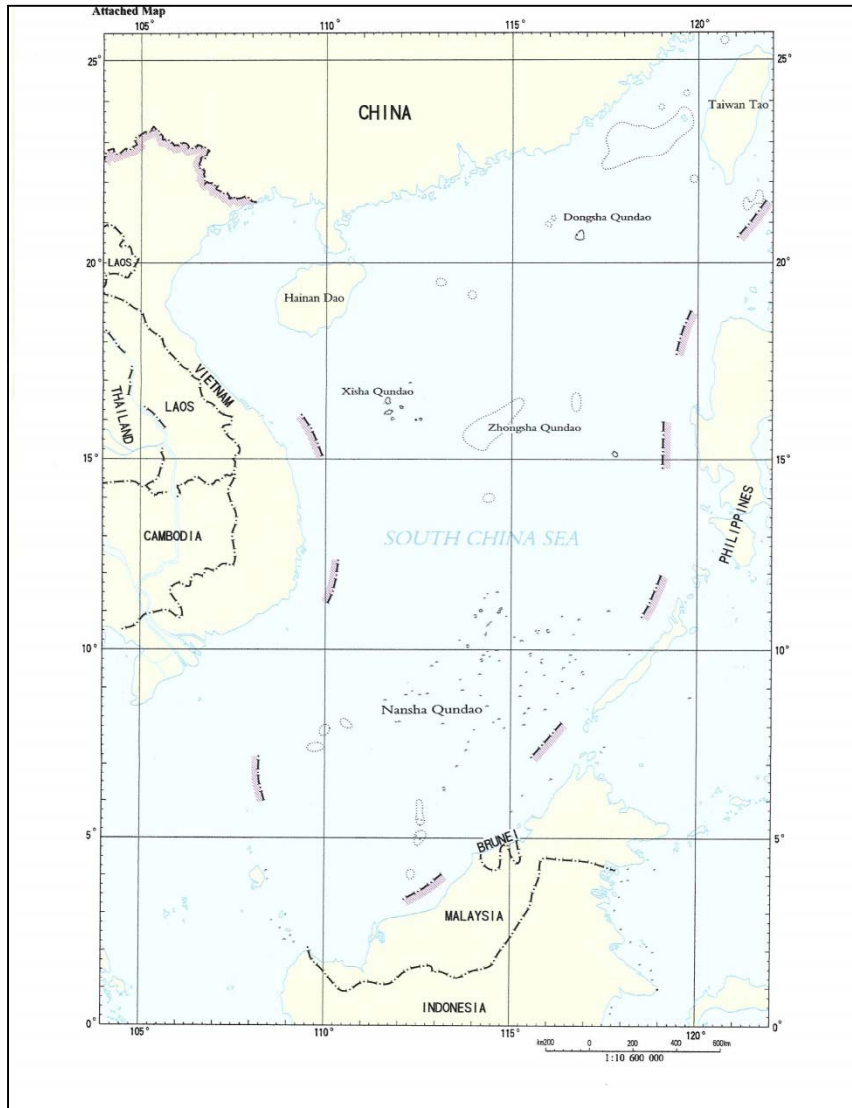 Attached Map
105° 110° 115° 120°
25° 25°
CHINA
Taiwan Tao
Dongsha Qundao
LAOS
20° 20°
Hainan Dao
VIETNAM
THAILAND
LAOS
Xisha Qundao
Zhongsha Qundao
15° 15°
CAMBODIA
SOUTH CHINA SEA
PHILIPPINES
10° 10°
Nansha Qundao
5° 5°
BRUNEI
MALAYSIA
INDONESIA
0° 0°
105° 110° 115° 120°
km200 0 200 400 600km
1:10 600 000